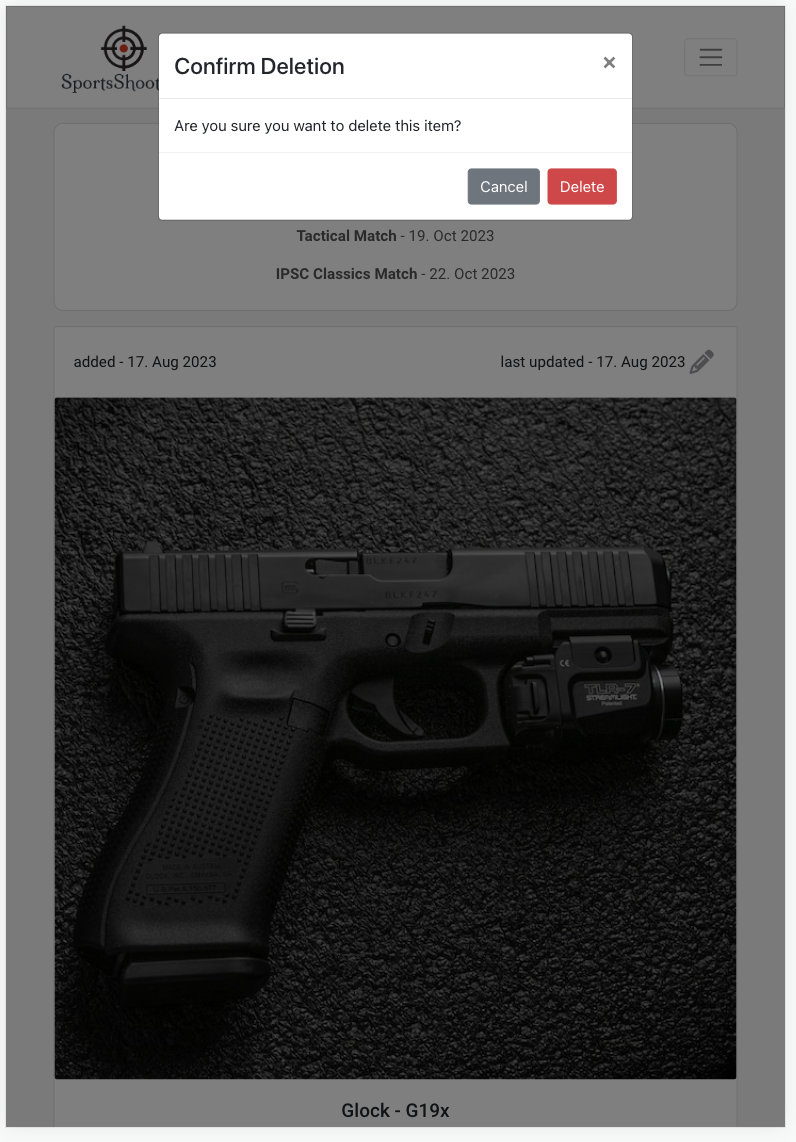 SportsShoot
Confirm Deletion
×
Are you sure you want to delete this item?
Cancel
Delete
Tactical Match - 19. Oct 2023
IPSC Classics Match - 22. Oct 2023
added - 17. Aug 2023
last updated - 17. Aug 2023
TLR-7
STREAMLIGHT
Patented
CE
Glock - G19x